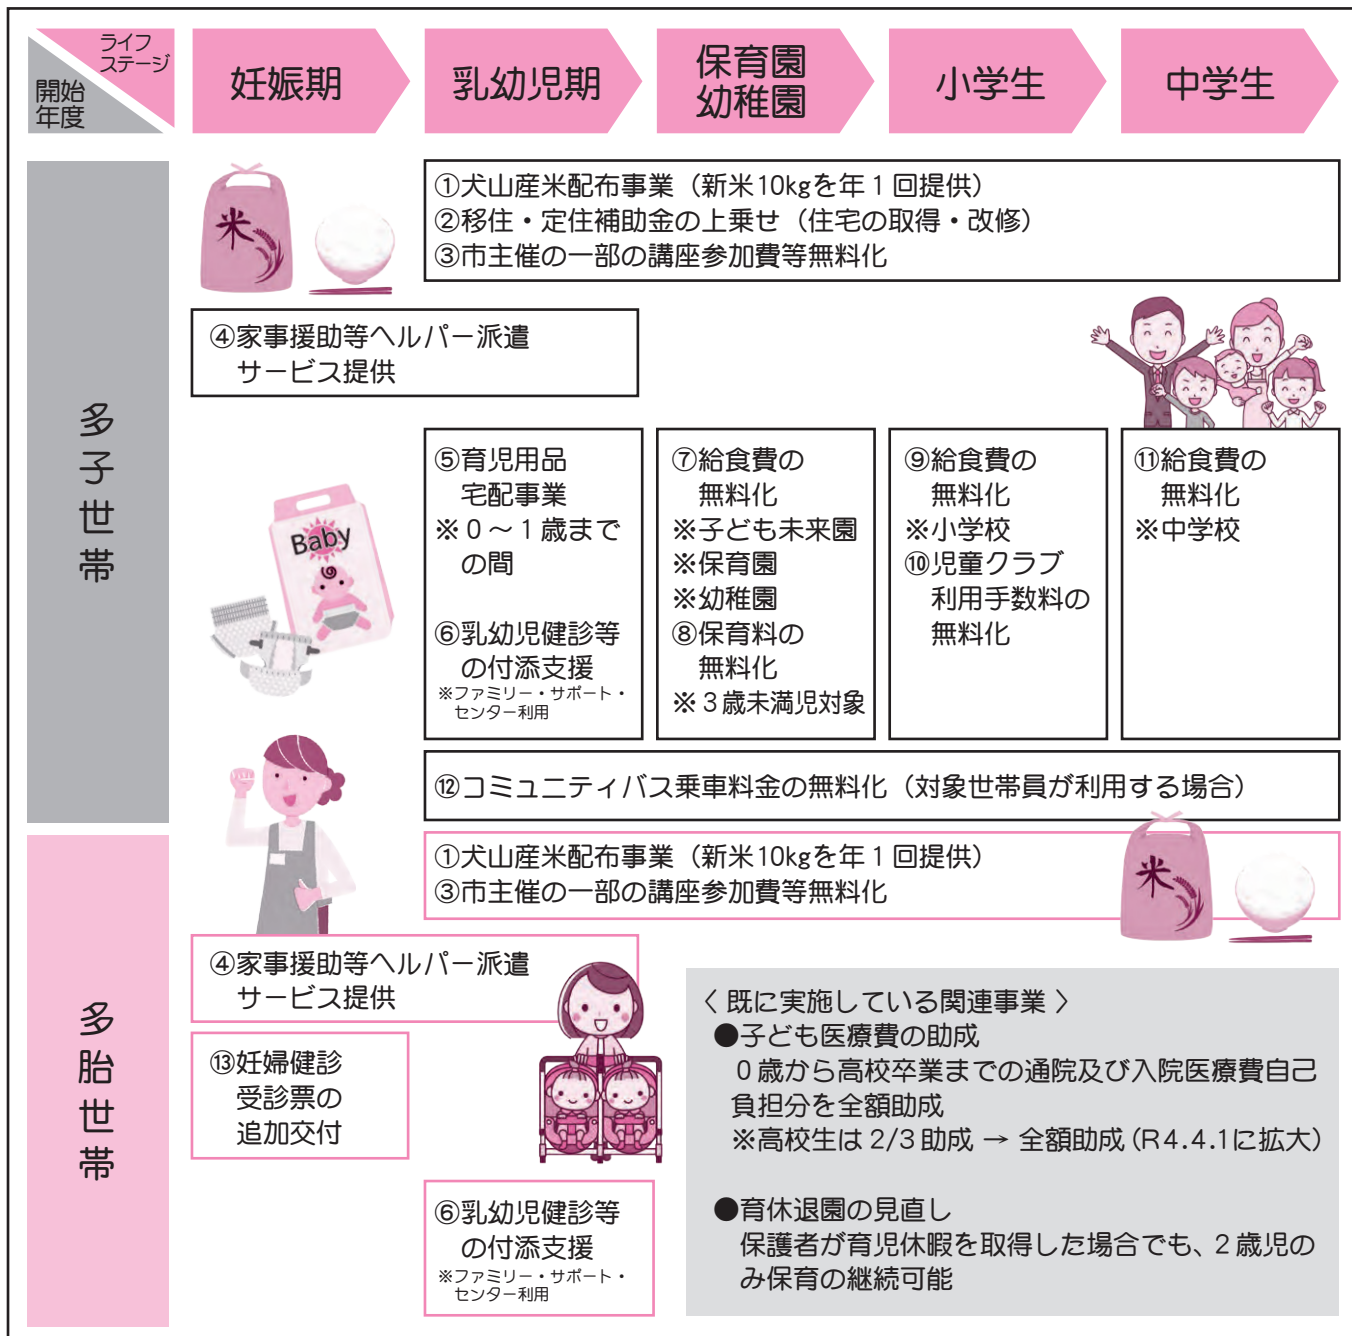 ライフ
ステージ
開始
年度
妊娠期
乳幼児期
保育園
幼稚園
小学生
中学生
多子世帯
米
①犬山産米配布事業（新米10kgを年１回提供）
②移住・定住補助金の上乗せ（住宅の取得・改修）
③市主催の一部の講座参加費等無料化
④家事援助等ヘルパー派遣
サービス提供
Baby
⑤育児用品
宅配事業
※０～１歳まで
の間
⑥乳幼児健診等
の付添支援
※ファミリー・サポート・
センター利用
⑦給食費の
無料化
※子ども未来園
※保育園
※幼稚園
⑧保育料の
無料化
※３歳未満児対象
⑨給食費の
無料化
※小学校
⑩児童クラブ
利用手数料の
無料化
⑪給食費の
無料化
※中学校
⑫コミュニティバス乗車料金の無料化（対象世帯員が利用する場合）
多胎世帯
①犬山産米配布事業（新米10kgを年１回提供）
③市主催の一部の講座参加費等無料化
米
④家事援助等ヘルパー派遣
サービス提供
⑬妊婦健診
受診票の
追加交付
⑥乳幼児健診等
の付添支援
※ファミリー・サポート・
センター利用
〈 既に実施している関連事業 〉
●子ども医療費の助成
０歳から高校卒業までの通院及び入院医療費自己
負担分を全額助成
※高校生は 2/3 助成 → 全額助成（R4.4.1に拡大）
●育休退園の見直し
保護者が育児休暇を取得した場合でも、２歳児の
み保育の継続可能